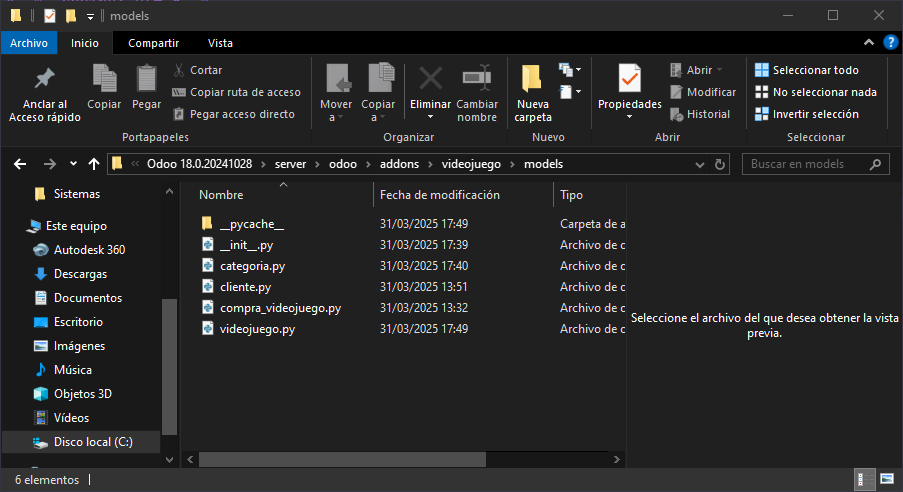 models
Archivo Inicio Compartir Vista
Anclar al Acceso rápido
Copiar
Pegar
Cortar
Copiar ruta de acceso
Pegar acceso directo
Portapapeles
Mover a
Copiar a
Eliminar
Cambiar nombre
Organizar
Nueva carpeta
Nuevo
Propiedades
Abrir
Modificar
Historial
Abrir
Seleccionar todo
No seleccionar nada
Invertir selección
Seleccionar
« Odoo 18.0.20241028 > server > odoo > addons > videojuego > models
Buscar en models
Sistemas
Este equipo
Autodesk 360
Descargas
Documentos
Escritorio
Imágenes
Música
Objetos 3D
Vídeos
Disco local (C:)
Nombre Fecha de modificación Tipo
__pycache__ 31/03/2025 17:49 Carpeta de a
__init__.py 31/03/2025 17:39 Archivo de c
categoria.py 31/03/2025 17:40 Archivo de c
cliente.py 31/03/2025 13:51 Archivo de c
compra_videojuego.py 31/03/2025 13:32 Archivo de c
videojuego.py 31/03/2025 17:49 Archivo de c
Seleccione el archivo del que desea obtener la vista
previa.
6 elementos